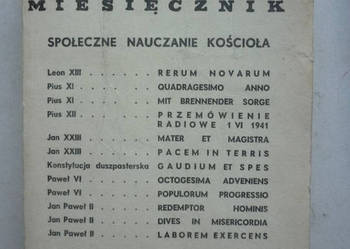 MIESIĘCZNIK
SPOŁECZNE NAUCZANIE KOŚCIOŁA
Leon XIII . . . . . . RERUM NOVARUM
Pius XI . . . . . . QUADRAGESIMO ANNO
Pius XI . . . . . . MIT BRENNENDER SORGE
Pius XII . . . . . . PRZEMÓWIENIE
RADIOWE 1 VI 1941
Jan XXIII . . . . . . MATER ET MAGISTRA
Jan XXIII . . . . . . PACEM IN TERRIS
Konstytucja duszpasterska GAUDIUM ET SPES
Paweł VI . . . . . . OCTOGESIMA ADVENIENS
Paweł VI . . . . . . POPULORUM PROGRESSIO
Jan Paweł II . . . . . REDEMPTOR HOMINIS
Jan Paweł II . . . . . DIVES IN MISERICORDIA
Jan Paweł II . . . . . LABOREM EXERCENS